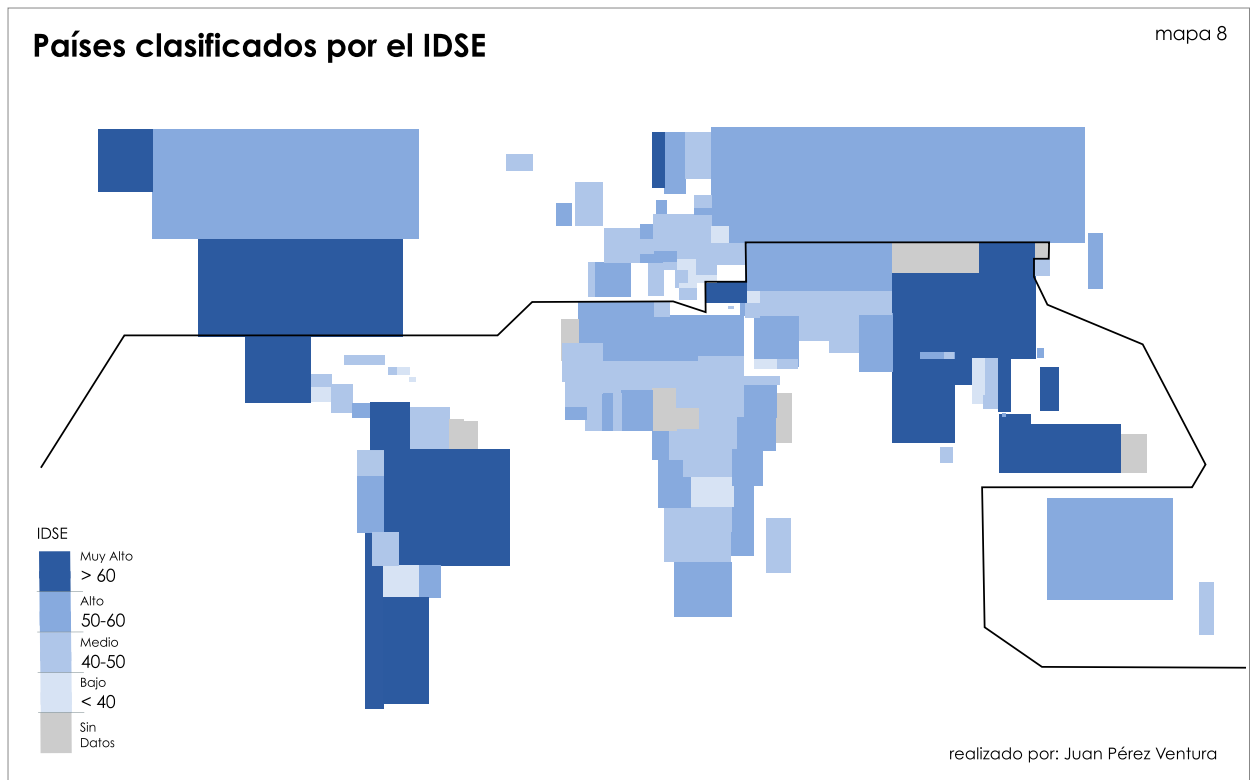 Países clasificados por el IDSE
mapa 8
IDSE
Muy Alto
> 60
Alto
50-60
Medio
40-50
Bajo
< 40
Sin
Datos
realizado por: Juan Pérez Ventura